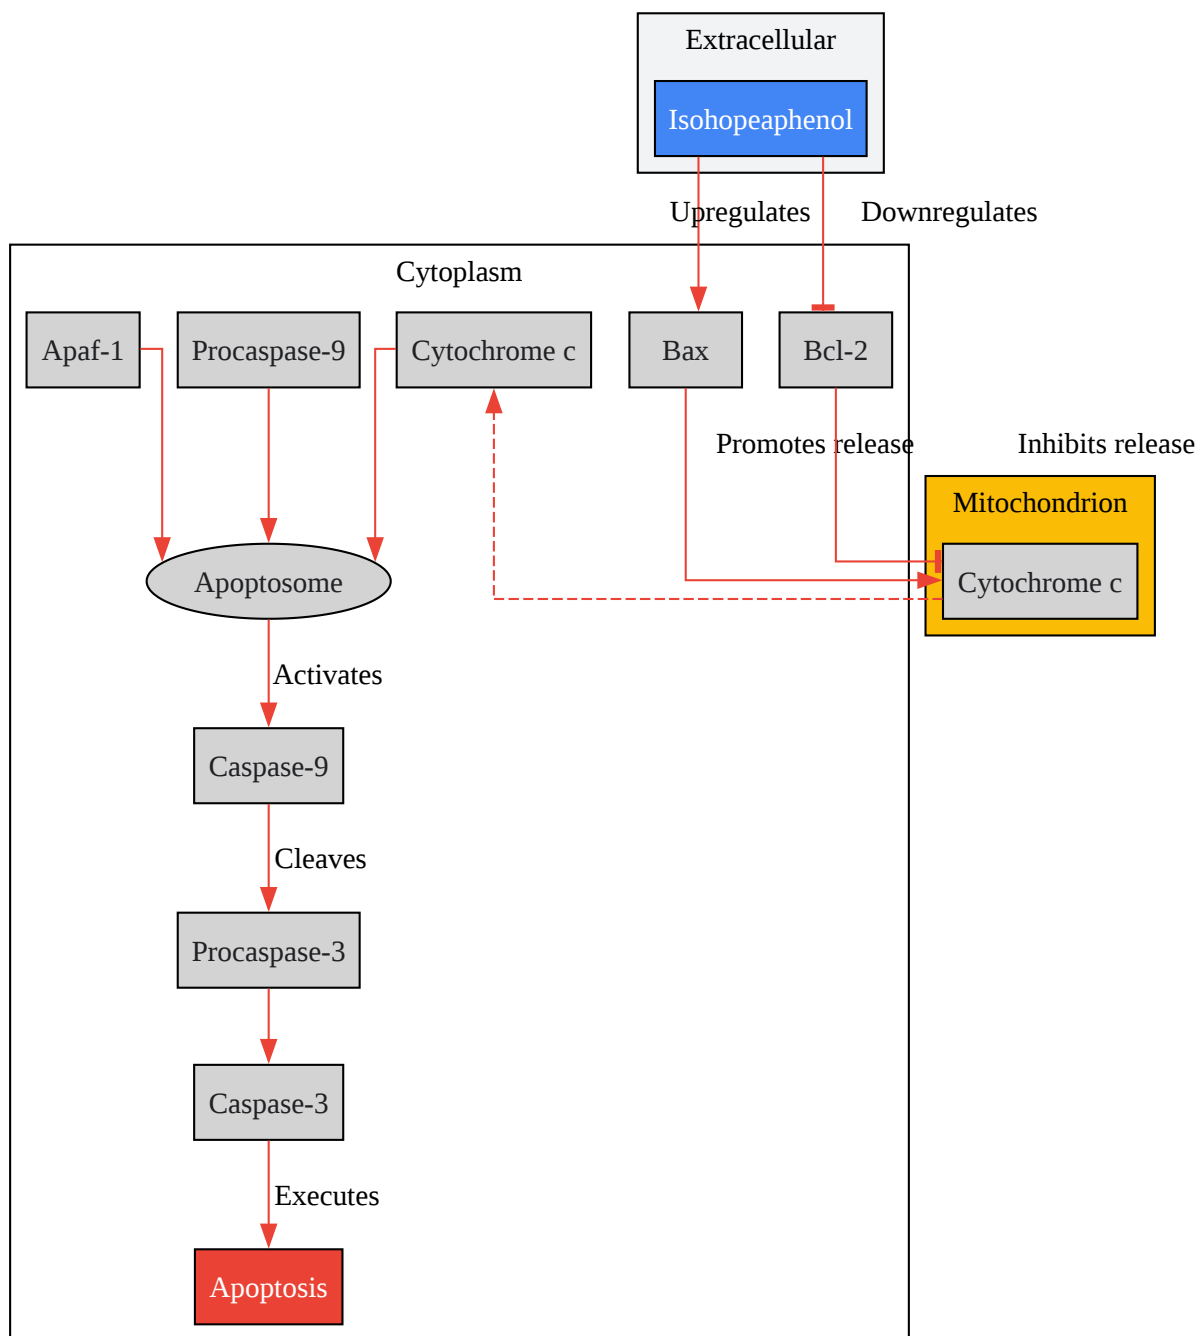 Extracellular
Isohopeaphenol
Upregulates
Downregulates
Cytoplasm
Apaf-1
Procaspase-9
Cytochrome c
Bax
Bcl-2
Promotes release
Inhibits release
Mitochondrion
Cytochrome c
Apoptosome
Activates
Caspase-9
Cleaves
Procaspase-3
Caspase-3
Executes
Apoptosis